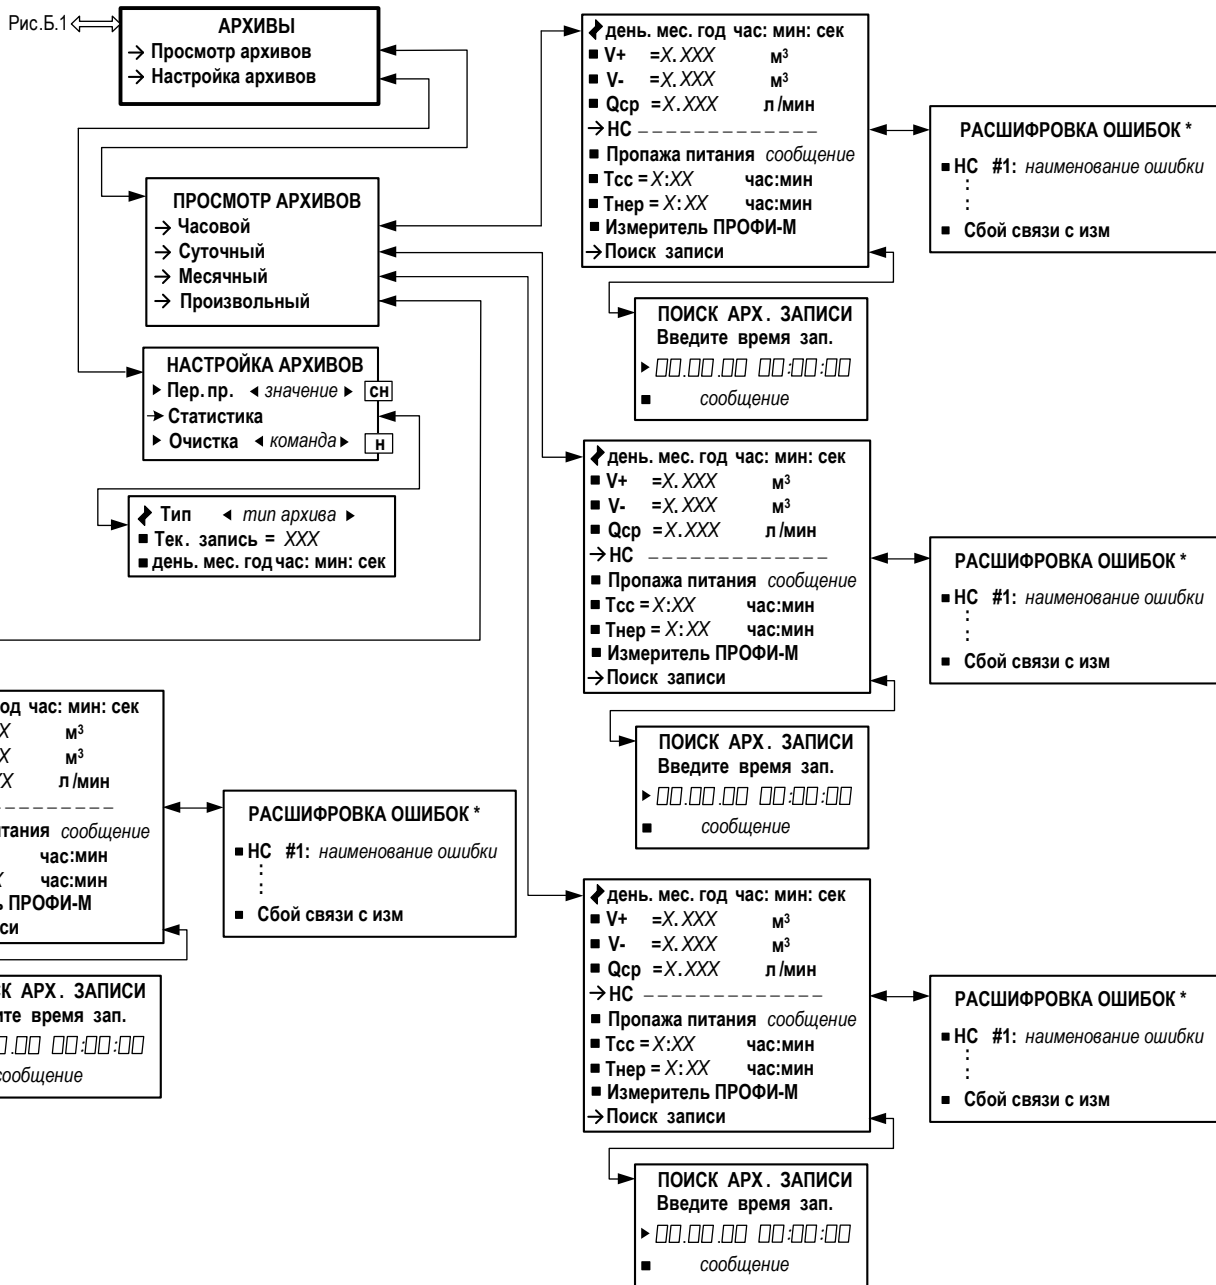 Рис.Б.1
АРХИВЫ
Просмотр архивов
Настройка архивов
ПРОСМОТР АРХИВОВ
Часовой
Суточный
Месячный
Произвольный
НАСТРОЙКА АРХИВОВ
Пер.пр. значение СН
Статистика
Очистка команда Н
Тип тип архива
Тек. запись = XXX
день. мес. год час: мин: сек
день. мес. год час: мин: сек
V+ =X.XXX м³
V- =X.XXX м³
Qср =X.XXX л/мин
НС _ _ _ _ _ _ _ _ _ _ _ _ _
Пропажа питания сообщение
Тсс = X:XX час:мин
Тнер = X:XX час:мин
Измеритель ПРОФИ-М
Поиск записи
РАСШИФРОВКА ОШИБОК *
НС #1: наименование ошибки
:
:
Сбой связи с изм
ПОИСК АРХ. ЗАПИСИ
Введите время зап.
00.00.00 00:00:00
сообщение
день. мес. год час: мин: сек
V+ =X.XXX м³
V- =X.XXX м³
Qср =X.XXX л/мин
НС _ _ _ _ _ _ _ _ _ _ _ _ _
Пропажа питания сообщение
Тсс = X:XX час:мин
Тнер = X:XX час:мин
Измеритель ПРОФИ-М
Поиск записи
РАСШИФРОВКА ОШИБОК *
НС #1: наименование ошибки
:
:
Сбой связи с изм
ПОИСК АРХ. ЗАПИСИ
Введите время зап.
00.00.00 00:00:00
сообщение
час: мин: сек
м³
м³
л/мин
сообщение
час:мин
час:мин
ПРОФИ-М
РАСШИФРОВКА ОШИБОК *
НС #1: наименование ошибки
:
:
Сбой связи с изм
АРХ. ЗАПИСИ
время зап.
00:00:00
сообщение
день. мес. год час: мин: сек
V+ =X.XXX м³
V- =X.XXX м³
Qср =X.XXX л/мин
НС _ _ _ _ _ _ _ _ _ _ _ _ _
Пропажа питания сообщение
Тсс = X:XX час:мин
Тнер = X:XX час:мин
Измеритель ПРОФИ-М
Поиск записи
РАСШИФРОВКА ОШИБОК *
НС #1: наименование ошибки
:
:
Сбой связи с изм
ПОИСК АРХ. ЗАПИСИ
Введите время зап.
00.00.00 00:00:00
сообщение